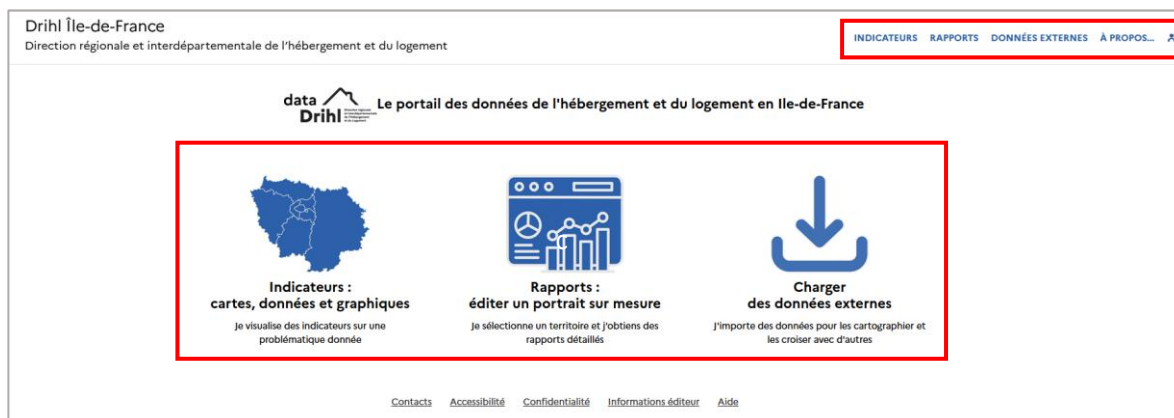 Drihl Île-de-France
Direction régionale et interdépartementale de l'hébergement et du logement
INDICATEURS RAPPORTS DONNÉES EXTERNES À PROPOS...
data
Drihl
Le portail des données de l'hébergement et du logement en Ile-de-France
Indicateurs :
cartes, données et graphiques
Je visualise des indicateurs sur une
problématique donnée
Rapports :
éditer un portrait sur mesure
Je sélectionne un territoire et j'obtiens des
rapports détaillés
Charger
des données externes
J'importe des données pour les cartographier et
les croiser avec d'autres
Contacts Accessibilité Confidentialité Informations éditeur Aide